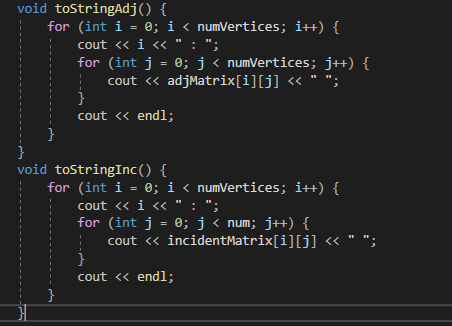 void toStringAdj() {
    for (int i = 0; i < numVertices; i++) {
        cout << i << " : ";
        for (int j = 0; j < numVertices; j++) {
            cout << adjMatrix[i][j] << " ";
        }
        cout << endl;
    }
}
void toStringInc() {
    for (int i = 0; i < numVertices; i++) {
        cout << i << " : ";
        for (int j = 0; j < num; j++) {
            cout << incidentMatrix[i][j] << " ";
        }
        cout << endl;
    }
}